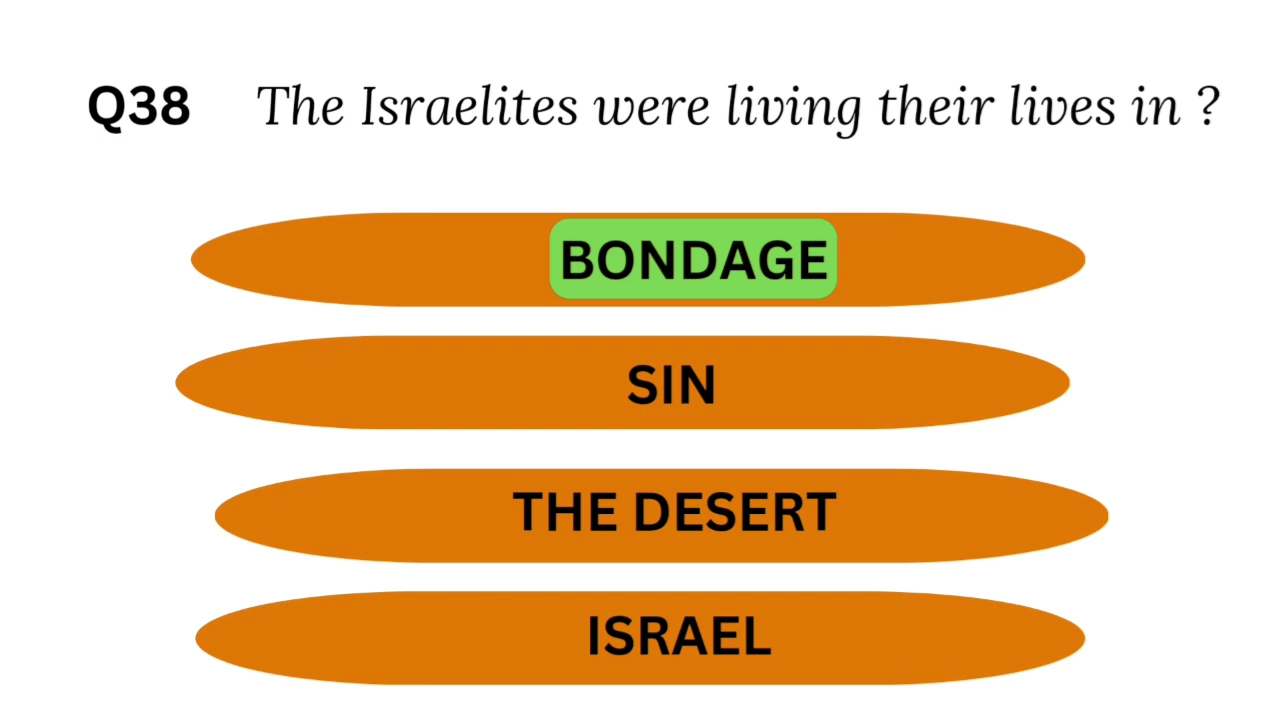 Q38 The Israelites were living their lives in ?
BONDAGE
SIN
THE DESERT
ISRAEL